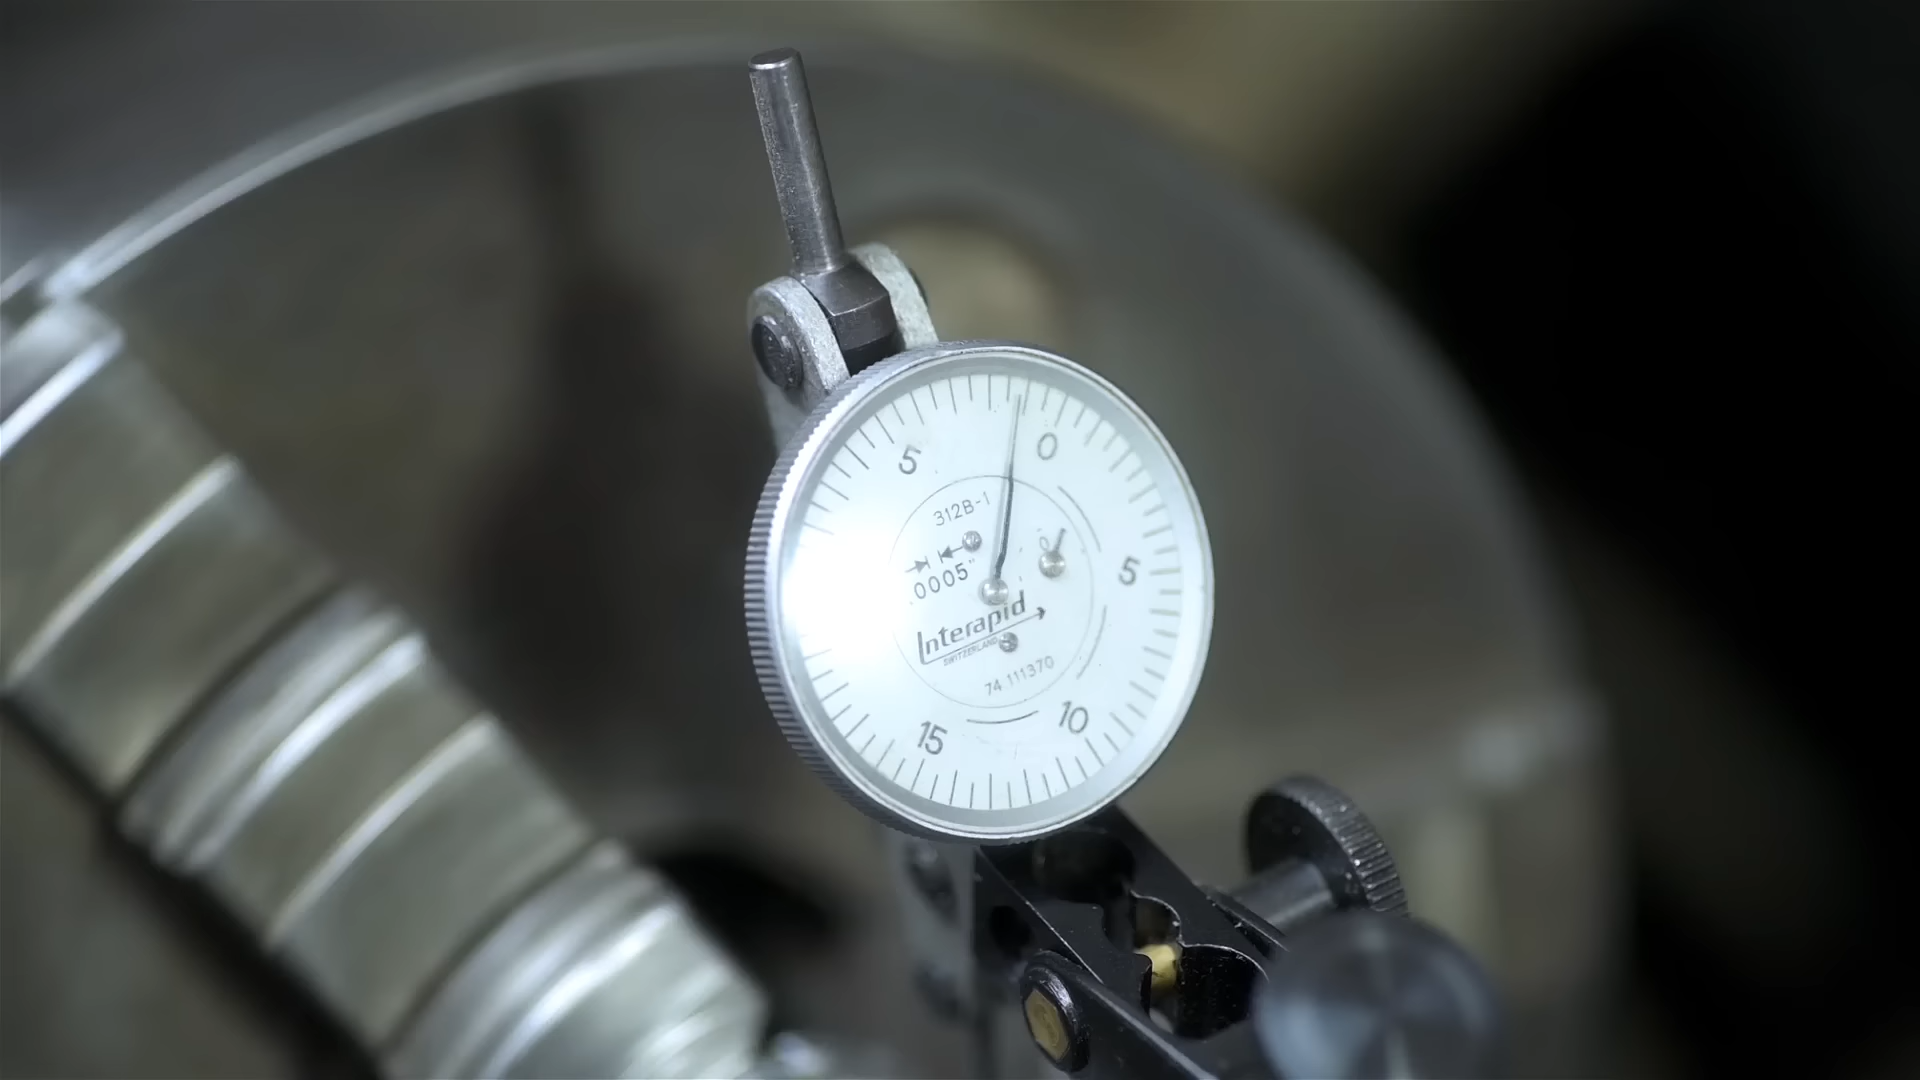 0
5
312B-1
.0005"
5
Interapid
SWITZERLAND
74.111370
10
15